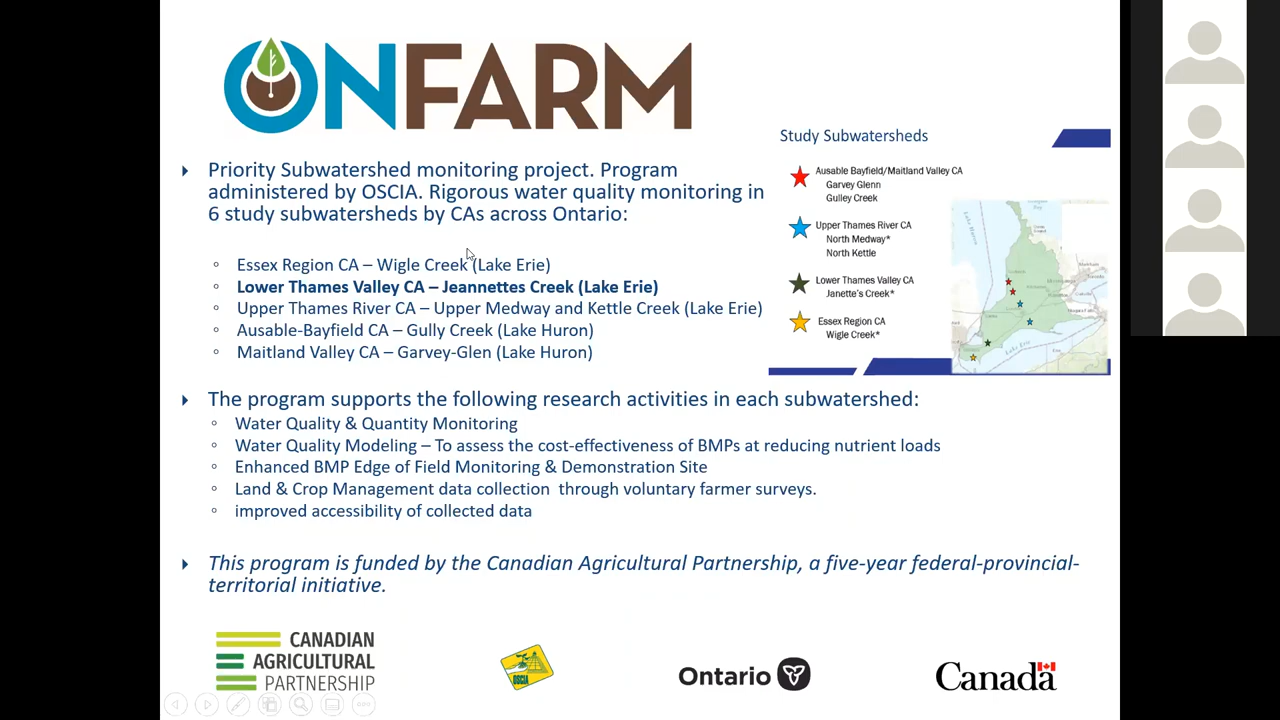 ONFARM
Priority Subwatershed monitoring project. Program
administered by OSCIA. Rigorous water quality monitoring in
6 study subwatersheds by CAs across Ontario:
Essex Region CA – Wigle Creek (Lake Erie)
Lower Thames Valley CA – Jeannettes Creek (Lake Erie)
Upper Thames River CA – Upper Medway and Kettle Creek (Lake Erie)
Ausable-Bayfield CA – Gully Creek (Lake Huron)
Maitland Valley CA – Garvey-Glen (Lake Huron)
Study Subwatersheds
Ausable Bayfield/Maitland Valley CA
Garvey Glenn
Gulley Creek
Upper Thames River CA
North Medway*
North Kettle
Lower Thames Valley CA
Janette's Creek*
Essex Region CA
Wigle Creek*
Lake Huron
Lake Erie
The program supports the following research activities in each subwatershed:
Water Quality & Quantity Monitoring
Water Quality Modeling – To assess the cost-effectiveness of BMPs at reducing nutrient loads
Enhanced BMP Edge of Field Monitoring & Demonstration Site
Land & Crop Management data collection  through voluntary farmer surveys.
improved accessibility of collected data
This program is funded by the Canadian Agricultural Partnership, a five-year federal-provincial-
territorial initiative.
CANADIAN
AGRICULTURAL
PARTNERSHIP
OSCIA
Ontario
Canada